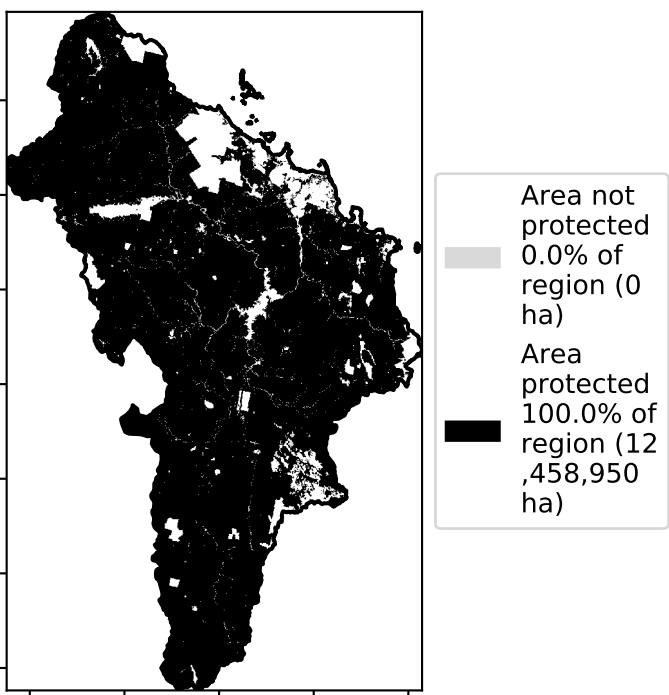 Area not
protected
0.0% of
region (0
ha)
Area
protected
100.0% of
region (12
,458,950
ha)